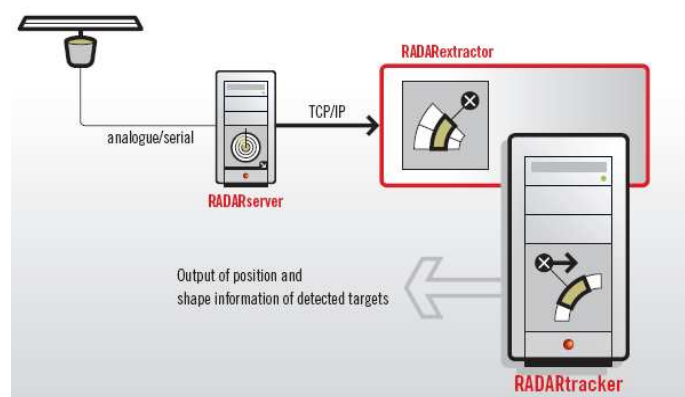 RADARextractor
TCP/IP
analogue/serial
RADARserver
Output of position and
shape information of detected targets
RADARtracker